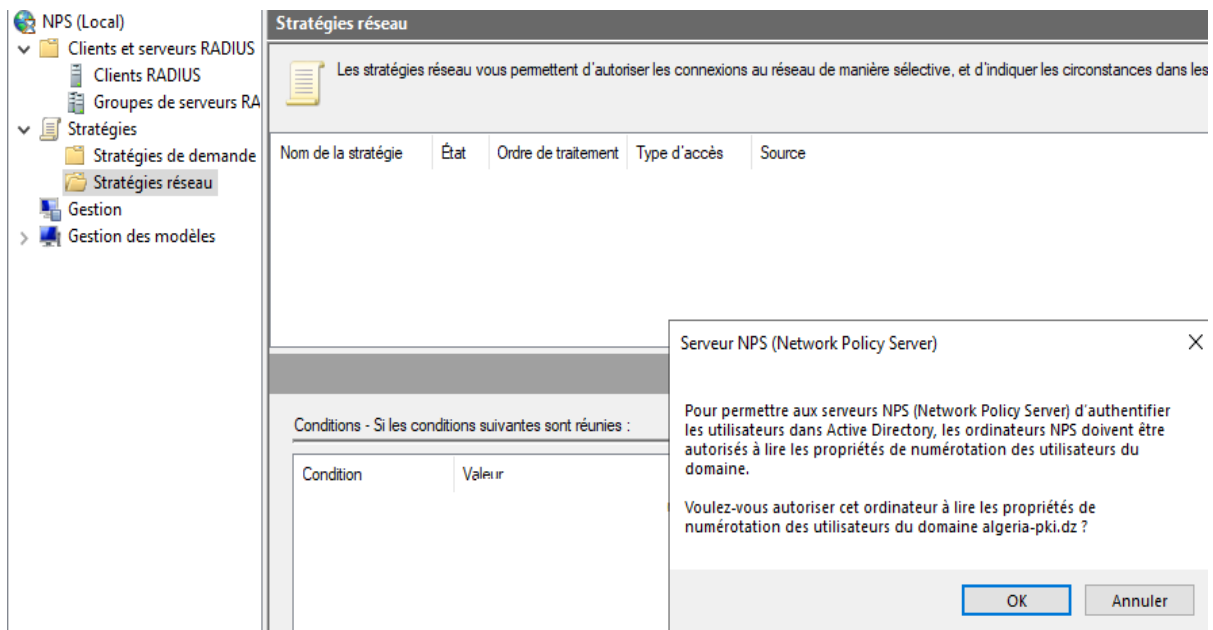 NPS (Local)
Clients et serveurs RADIUS
Clients RADIUS
Groupes de serveurs RA
Stratégies
Stratégies de demande
Stratégies réseau
Gestion
Gestion des modèles
Stratégies réseau
Les stratégies réseau vous permettent d'autoriser les connexions au réseau de manière sélective, et d'indiquer les circonstances dans les
Nom de la stratégie État Ordre de traitement Type d'accès Source
Conditions - Si les conditions suivantes sont réunies :
Condition Valeur
Serveur NPS (Network Policy Server)
Pour permettre aux serveurs NPS (Network Policy Server) d'authentifier
les utilisateurs dans Active Directory, les ordinateurs NPS doivent être
autorisés à lire les propriétés de numérotation des utilisateurs du
domaine.
Voulez-vous autoriser cet ordinateur à lire les propriétés de
numérotation des utilisateurs du domaine algeria-pki.dz ?
OK Annuler